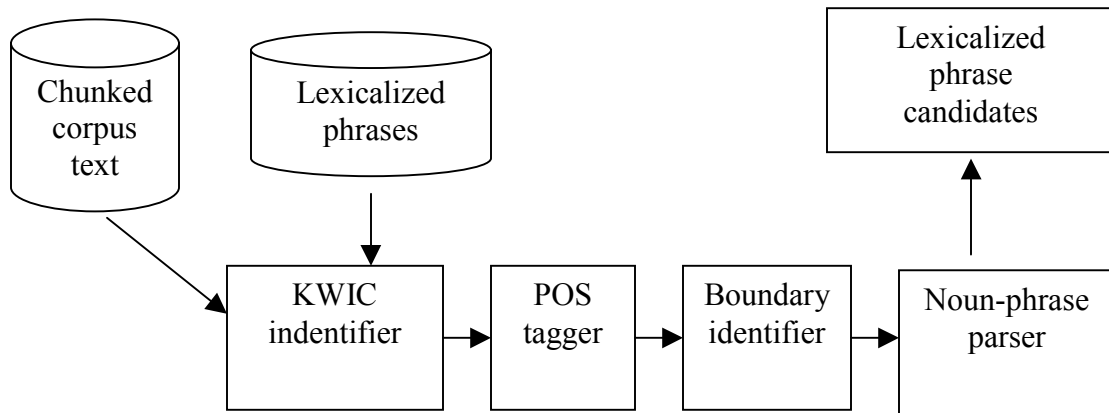 Chunked
corpus
text
Lexicalized
phrases
Lexicalized
phrase
candidates
KWIC
indentifier
POS
tagger
Boundary
identifier
Noun-phrase
parser